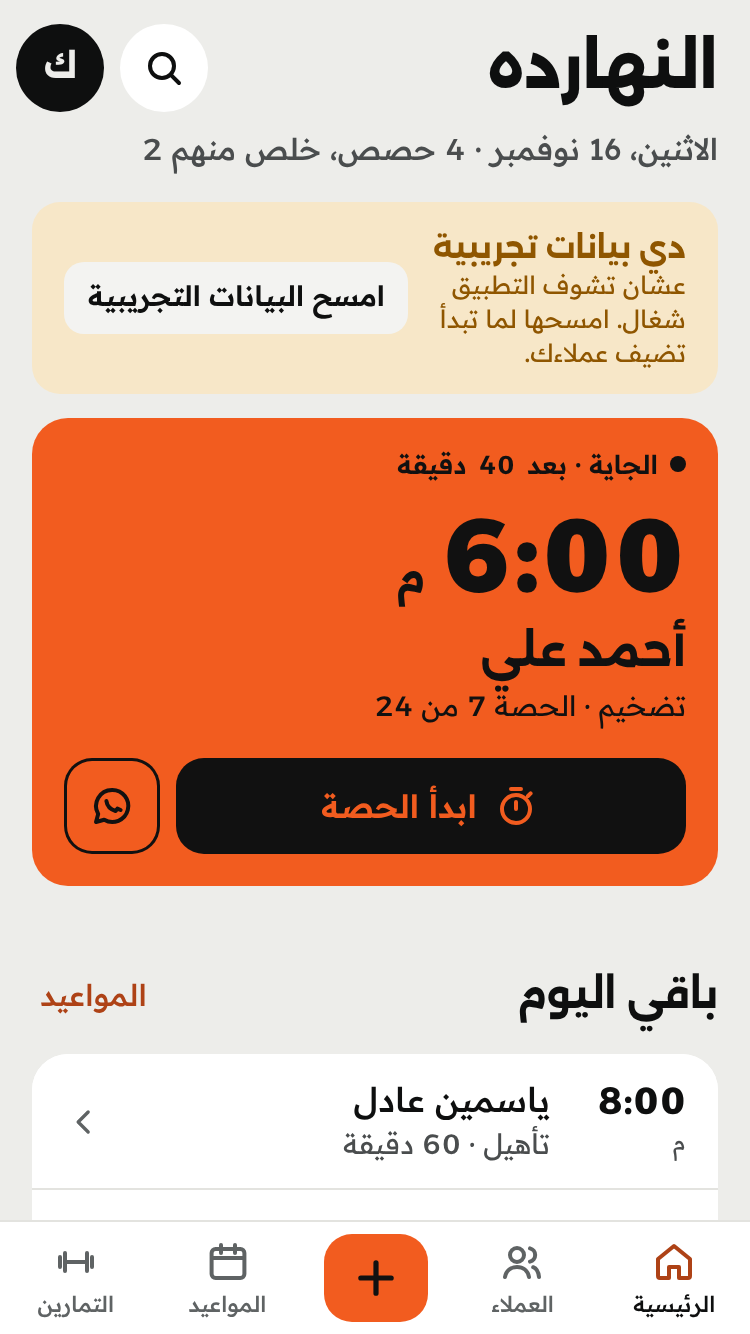 النهارده
ك
الاثنين، 16 نوفمبر · 4 حصص، خلص منهم 2
دي بيانات تجريبية
عشان تشوف التطبيق
شغال. امسحها لما تبدأ
تضيف عملاءك.
امسح البيانات التجريبية
الجاية · بعد 40 دقيقة
6:00 م
أحمد علي
تضخيم · الحصة 7 من 24
ابدأ الحصة
باقي اليوم
المواعيد
8:00
م
ياسمين عادل
تأهيل · 60 دقيقة
الرئيسية
العملاء
المواعيد
التمارين